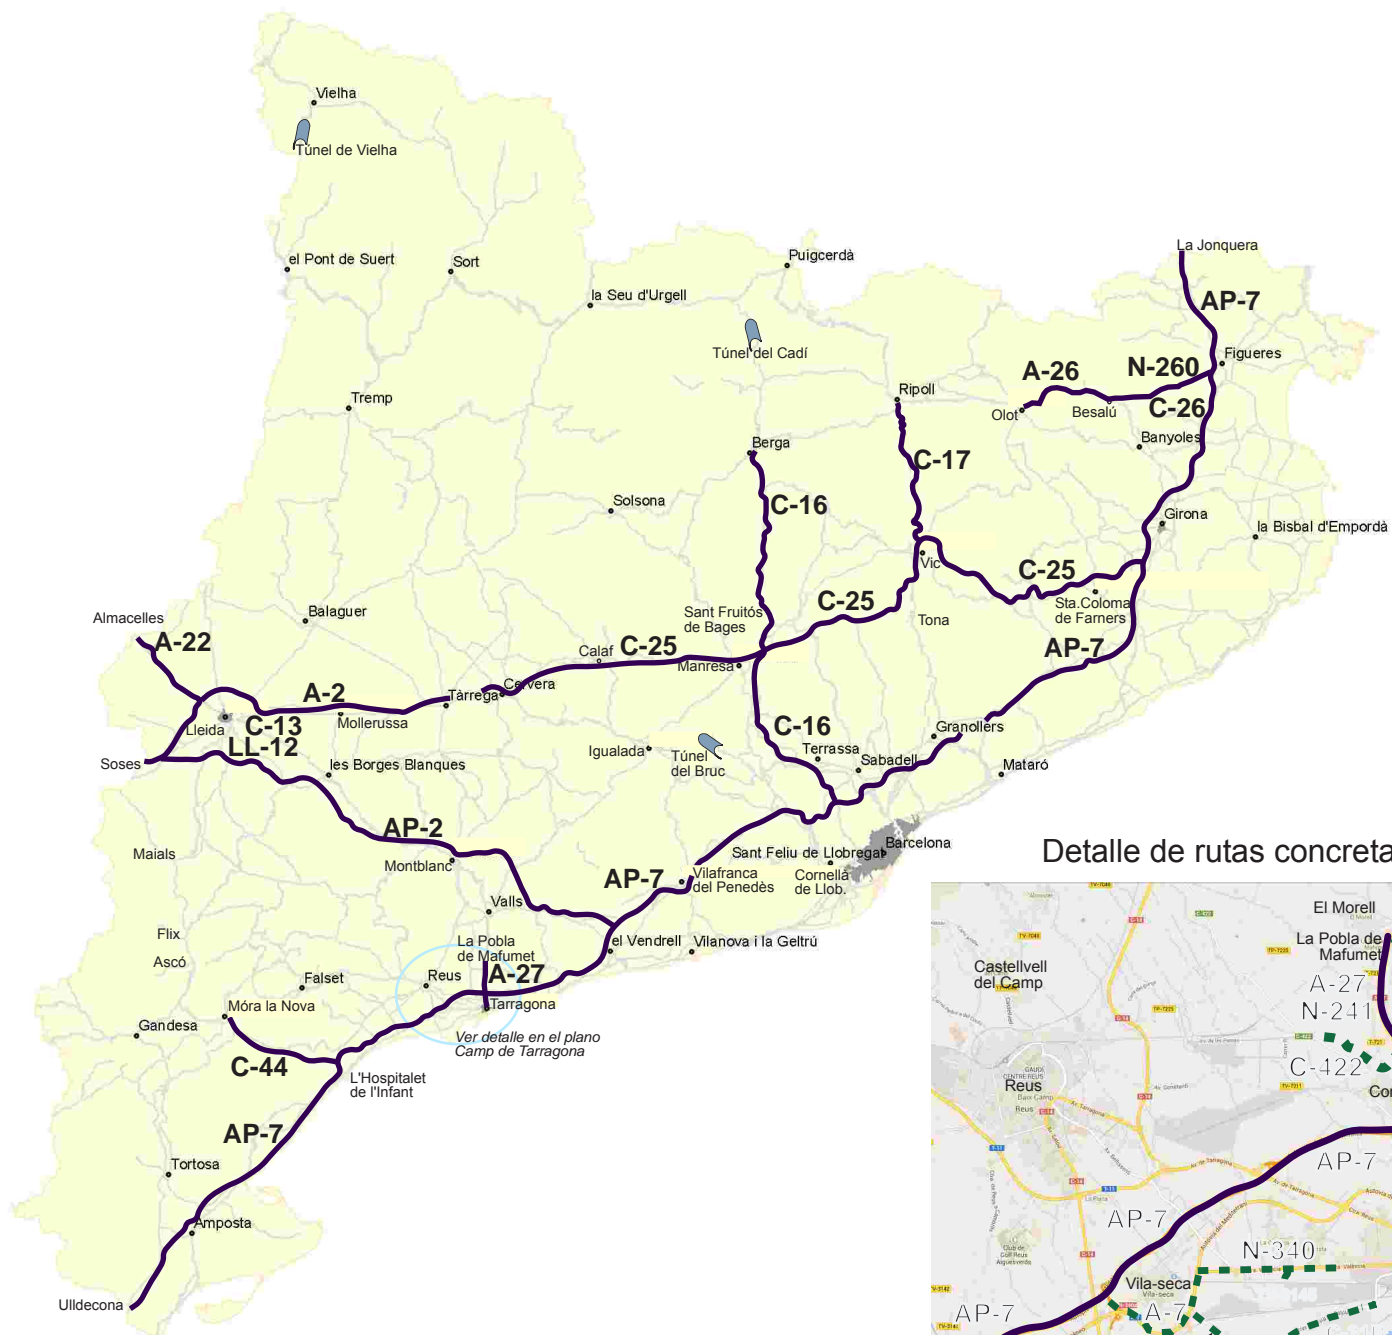 Vielha
Túnel de Vielha
el Pont de Suert
Sort
Puigcerdà
la Seu d'Urgell
La Jonquera
AP-7
Túnel del Cadí
Figueres
N-260
A-26
Tremp
Ripoll
Olot
Besalú
C-26
Banyoles
Berga
C-17
Solsona
C-16
Girona
la Bisbal d'Empordà
Vic
C-25
Balaguer
Sant Fruitós
de Bages
C-25
Sta.Coloma
de Farners
Almacelles
A-22
Tona
Calaf
C-25
Manresa
AP-7
A-2
Tàrrega
Cervera
Mollerussa
Lleida
C-13
LL-12
C-16
Granollers
Igualada
Túnel
del Bruc
Terrassa
Sabadell
Soses
les Borges Blanques
Mataró
AP-2
Maials
Montblanc
Sant Feliu de Llobregat
Barcelona
AP-7
Vilafranca
del Penedès
Cornellà
de Llob.
Valls
Flix
Ascó
La Pobla
de Mafumet
el Vendrell
Vilanova i la Geltrú
Falset
Reus
A-27
Móra la Nova
Tarragona
Gandesa
Ver detalle en el plano
Camp de Tarragona
C-44
L'Hospitalet
de l'Infant
AP-7
Tortosa
Amposta
Ulldecona
Detalle de rutas concreta
El Morell
La Pobla de
Mafumet
Castellvell
del Camp
A-27
N-241
C-422
Reus
AP-7
AP-7
N-340
Vila-seca
Vila-seca
A-7
AP-7